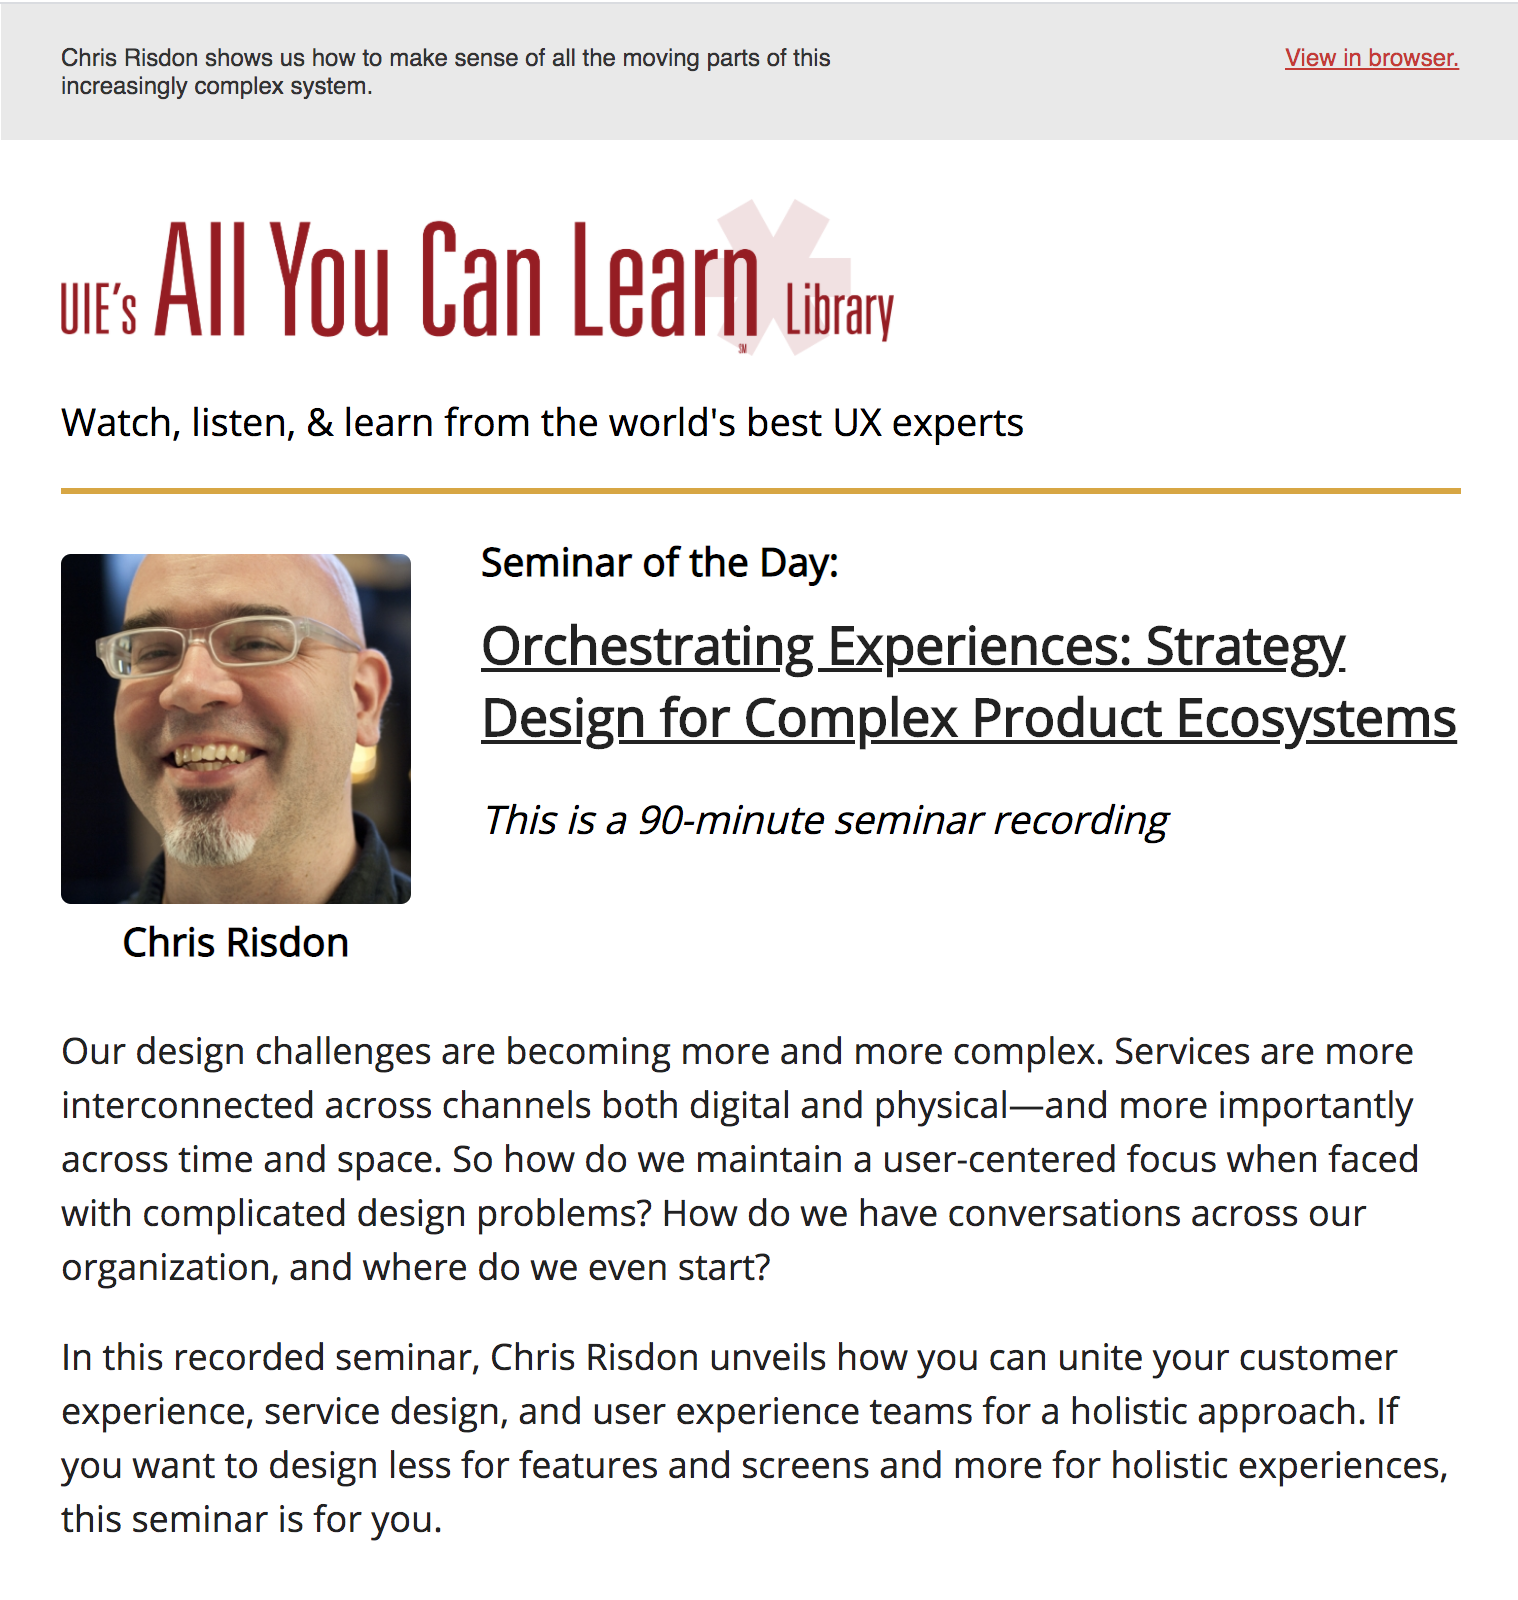 Chris Risdon shows us how to make sense of all the moving parts of this
increasingly complex system.
View in browser.
UIE's All You Can Learn Library
SM
Watch, listen, & learn from the world's best UX experts
Seminar of the Day:
Orchestrating Experiences: Strategy
Design for Complex Product Ecosystems
This is a 90-minute seminar recording
Chris Risdon
Our design challenges are becoming more and more complex. Services are more
interconnected across channels both digital and physical—and more importantly
across time and space. So how do we maintain a user-centered focus when faced
with complicated design problems? How do we have conversations across our
organization, and where do we even start?
In this recorded seminar, Chris Risdon unveils how you can unite your customer
experience, service design, and user experience teams for a holistic approach. If
you want to design less for features and screens and more for holistic experiences,
this seminar is for you.